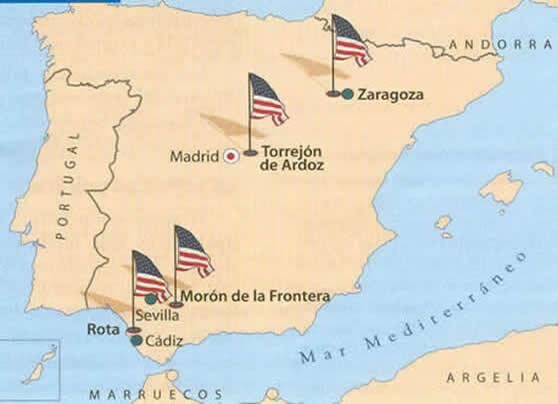 ANDORRA
Zaragoza
Madrid
Torrejón
de Ardoz
PORTUGAL
Morón de la Frontera
Sevilla
Rota
Cádiz
Mar Mediterráneo
MARRUECOS
ARGELIA